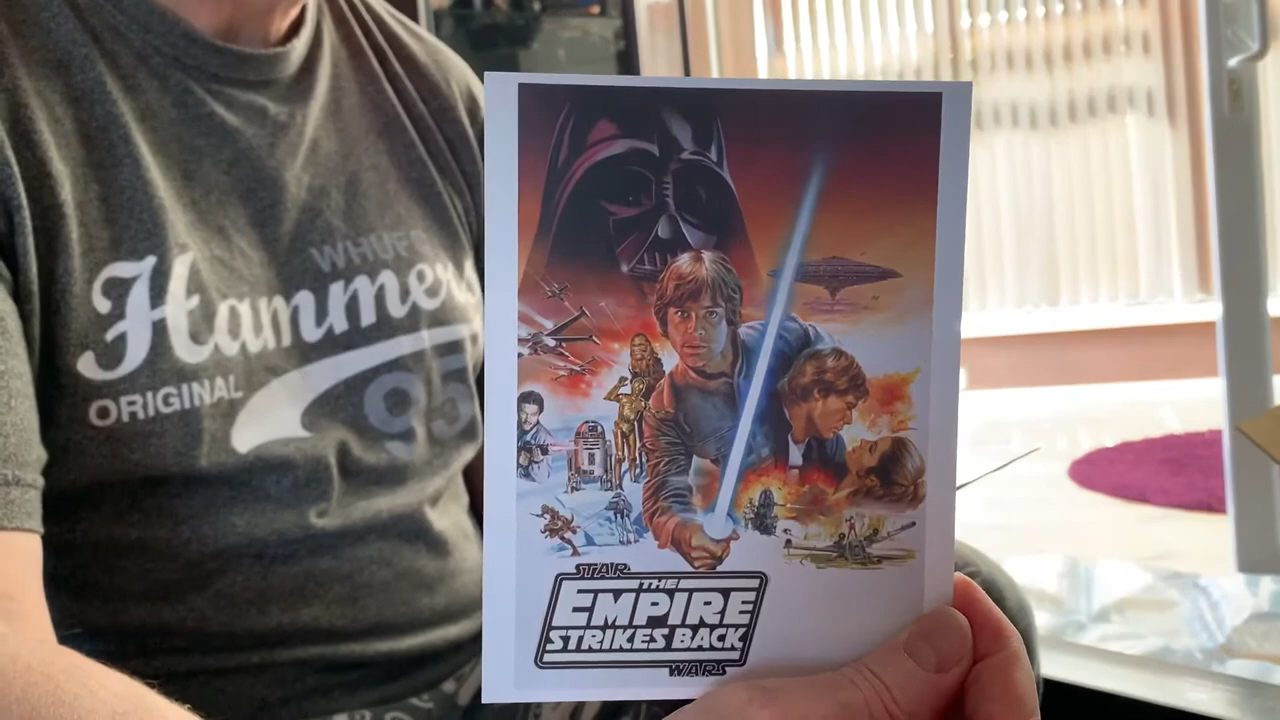 WHUFC
Hammers
ORIGINAL
95
STAR
THE
EMPIRE
STRIKES BACK
WARS